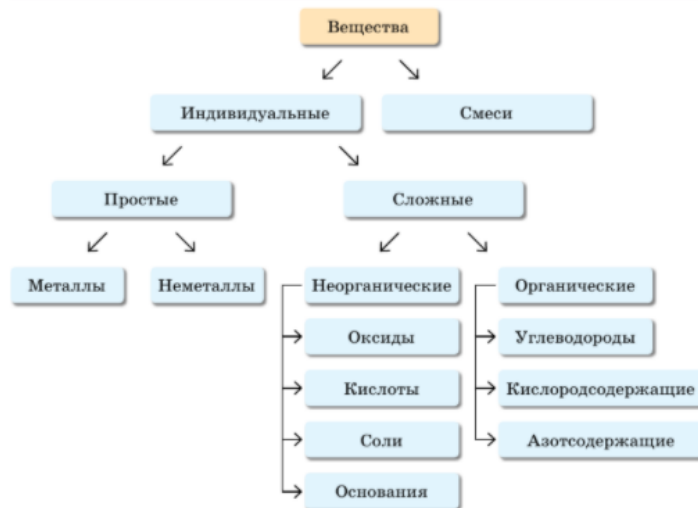 Вещества
Индивидуальные
Смеси
Простые
Сложные
Металлы
Неметаллы
Неорганические
Органические
Оксиды
Углеводороды
Кислоты
Кислородсодержащие
Соли
Азотсодержащие
Основания